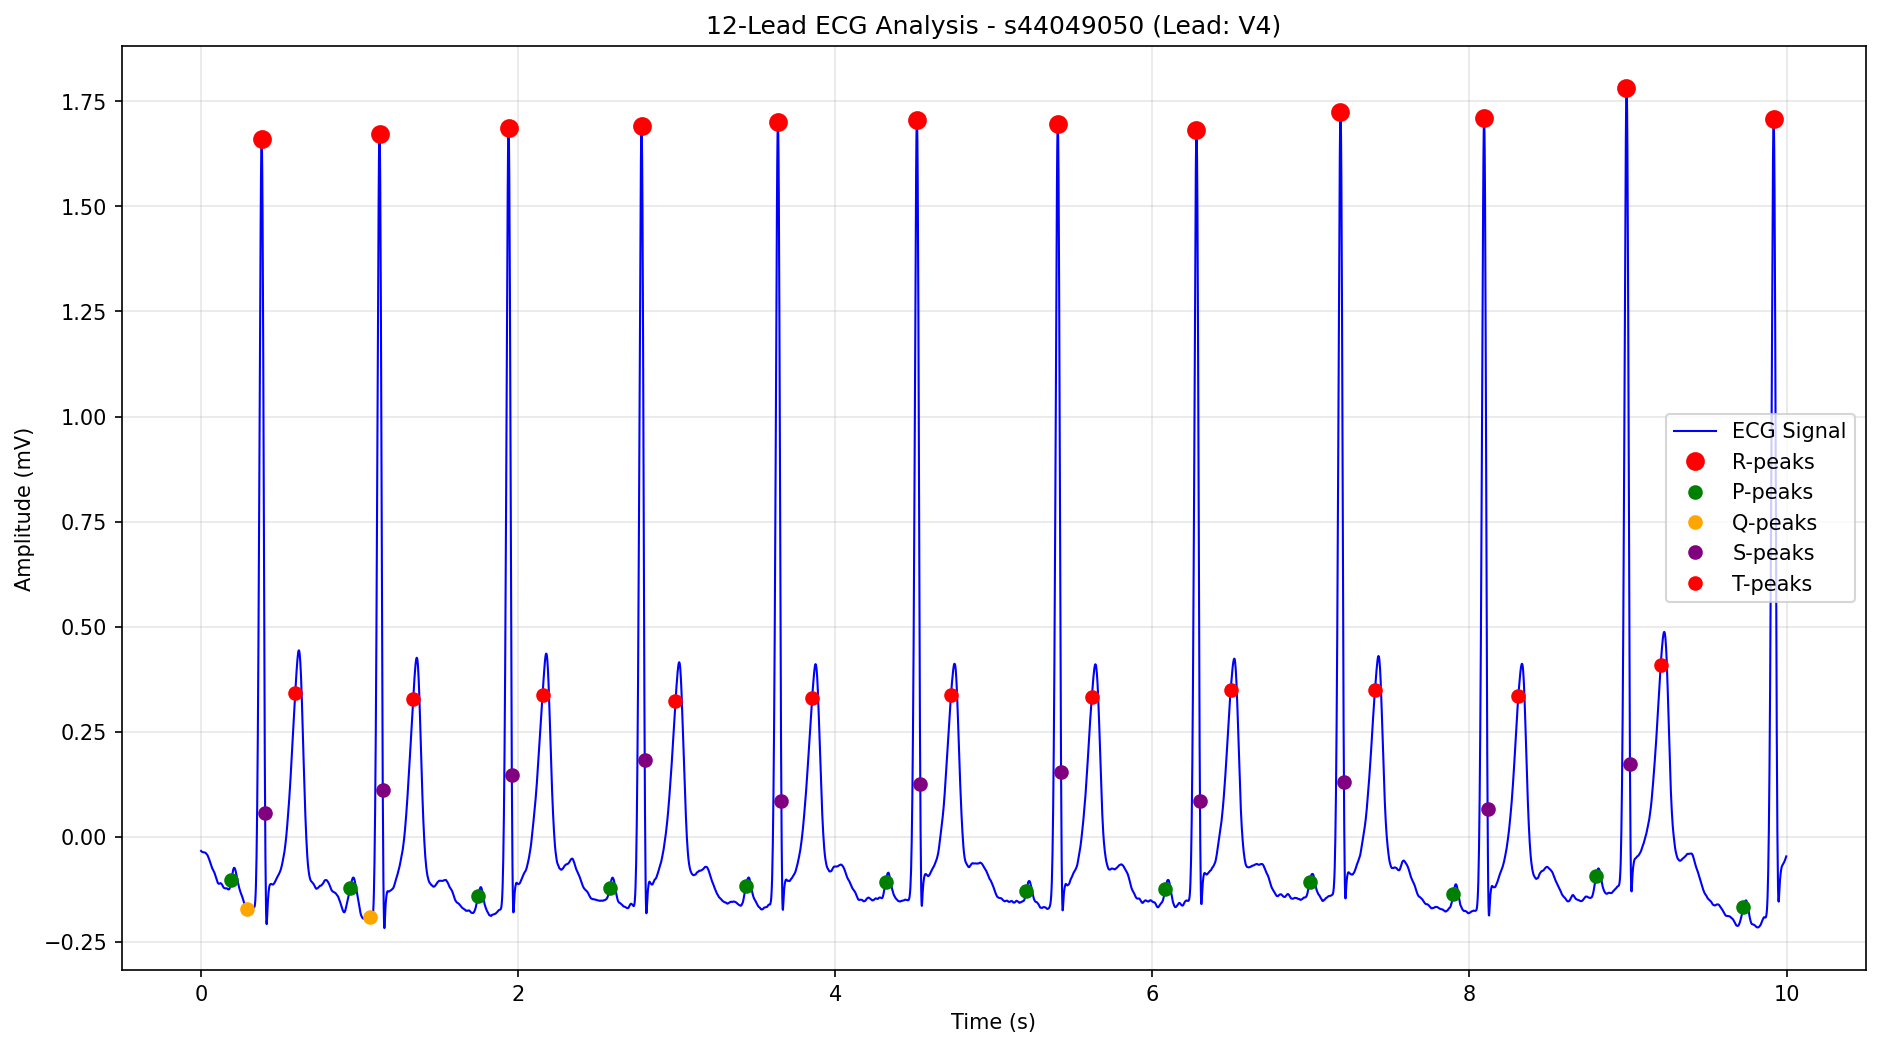 12-Lead ECG Analysis - s44049050 (Lead: V4)
1.75
1.50
1.25
1.00
0.75
0.50
0.25
0.00
−0.25
Amplitude (mV)
ECG Signal
R-peaks
P-peaks
Q-peaks
S-peaks
T-peaks
0 2 4 6 8 10
Time (s)